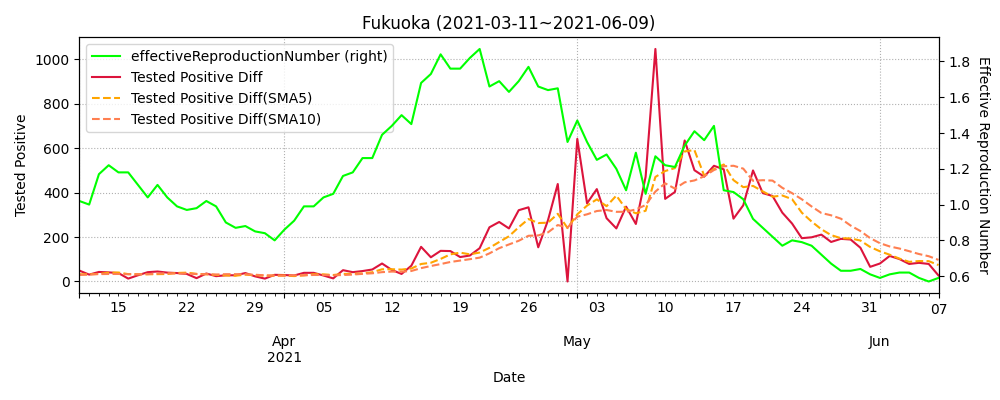 Fukuoka (2021-03-11~2021-06-09)
effectiveReproductionNumber (right)
Tested Positive Diff
Tested Positive Diff(SMA5)
Tested Positive Diff(SMA10)
Tested Positive
1000
800
600
400
200
0
Effective Reproduction Number
1.8
1.6
1.4
1.2
1.0
0.8
0.6
15 22 29 05 12 19 26 03 10 17 24 31 07
Apr May Jun
2021
Date